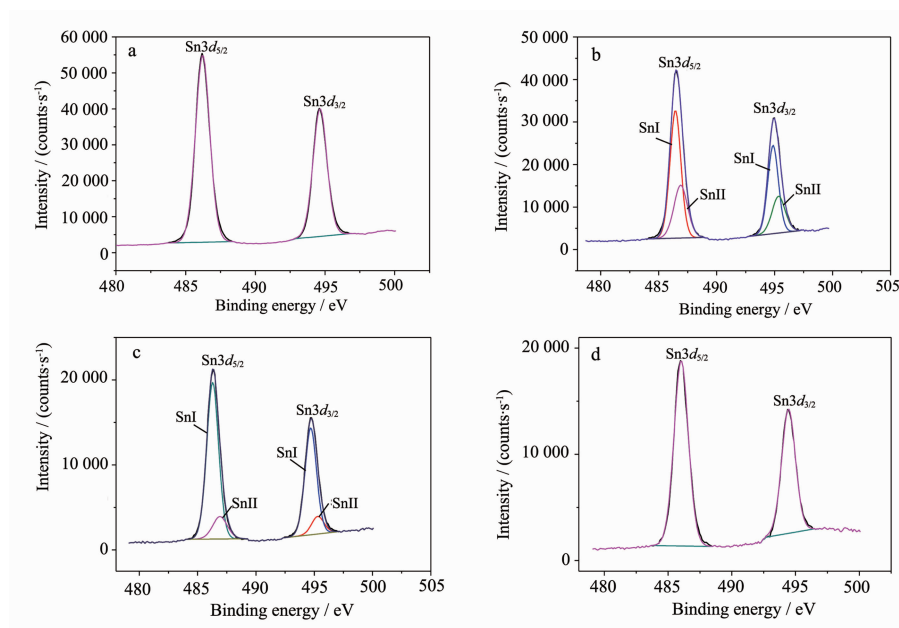 a
Sn3d5/2
Sn3d3/2
60 000
50 000
40 000
30 000
20 000
10 000
0
Intensity / (counts·s-1)
480 485 490 495 500
Binding energy / eV
b
Sn3d5/2
Sn3d3/2
SnI
SnII
SnI
SnII
50 000
40 000
30 000
20 000
10 000
0
Intensity / (counts·s-1)
480 485 490 495 500 505
Binding energy / eV
c
Sn3d5/2
Sn3d3/2
SnI
SnII
SnI
SnII
20 000
10 000
0
Intensity / (counts·s-1)
480 485 490 495 500 505
Binding energy / eV
d
Sn3d5/2
Sn3d3/2
20 000
10 000
0
Intensity / (counts·s-1)
480 485 490 495 500
Binding energy / eV